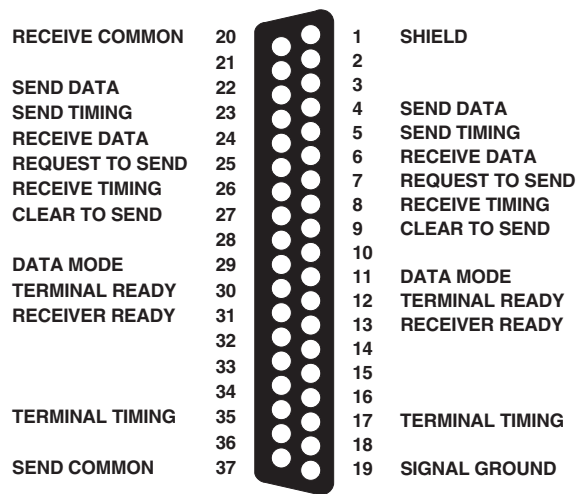 RECEIVE COMMON 20 1 SHIELD
21 2
SEND DATA 22 3
SEND TIMING 23 4 SEND DATA
RECEIVE DATA 24 5 SEND TIMING
REQUEST TO SEND 25 6 RECEIVE DATA
RECEIVE TIMING 26 7 REQUEST TO SEND
CLEAR TO SEND 27 8 RECEIVE TIMING
28 9 CLEAR TO SEND
DATA MODE 29 10
TERMINAL READY 30 11 DATA MODE
RECEIVER READY 31 12 TERMINAL READY
32 13 RECEIVER READY
33 14
34 15
TERMINAL TIMING 35 16
36 17 TERMINAL TIMING
SEND COMMON 37 18
19 SIGNAL GROUND